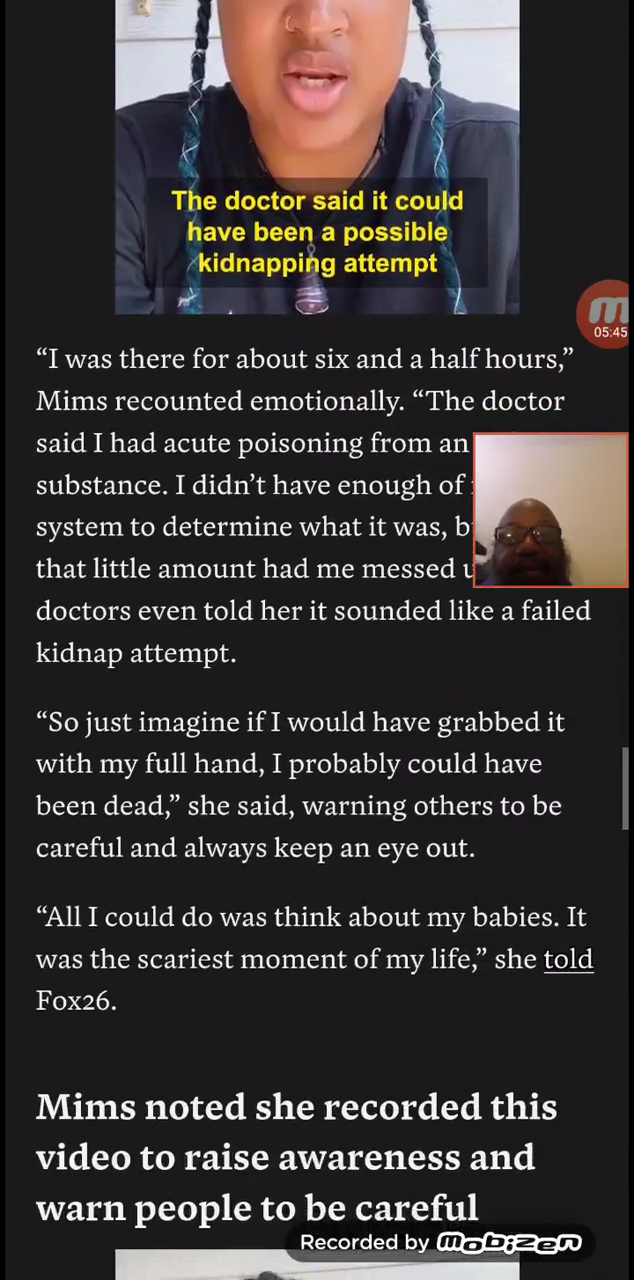 The doctor said it could
have been a possible
kidnapping attempt
05:45
“I was there for about six and a half hours,”
Mims recounted emotionally. “The doctor
said I had acute poisoning from an
substance. I didn’t have enough of
system to determine what it was,
that little amount had me messed
doctors even told her it sounded like a failed
kidnap attempt.
“So just imagine if I would have grabbed it
with my full hand, I probably could have
been dead,” she said, warning others to be
careful and always keep an eye out.
“All I could do was think about my babies. It
was the scariest moment of my life,” she told
Fox26.
Mims noted she recorded this
video to raise awareness and
warn people to be careful
Recorded by Mobizen